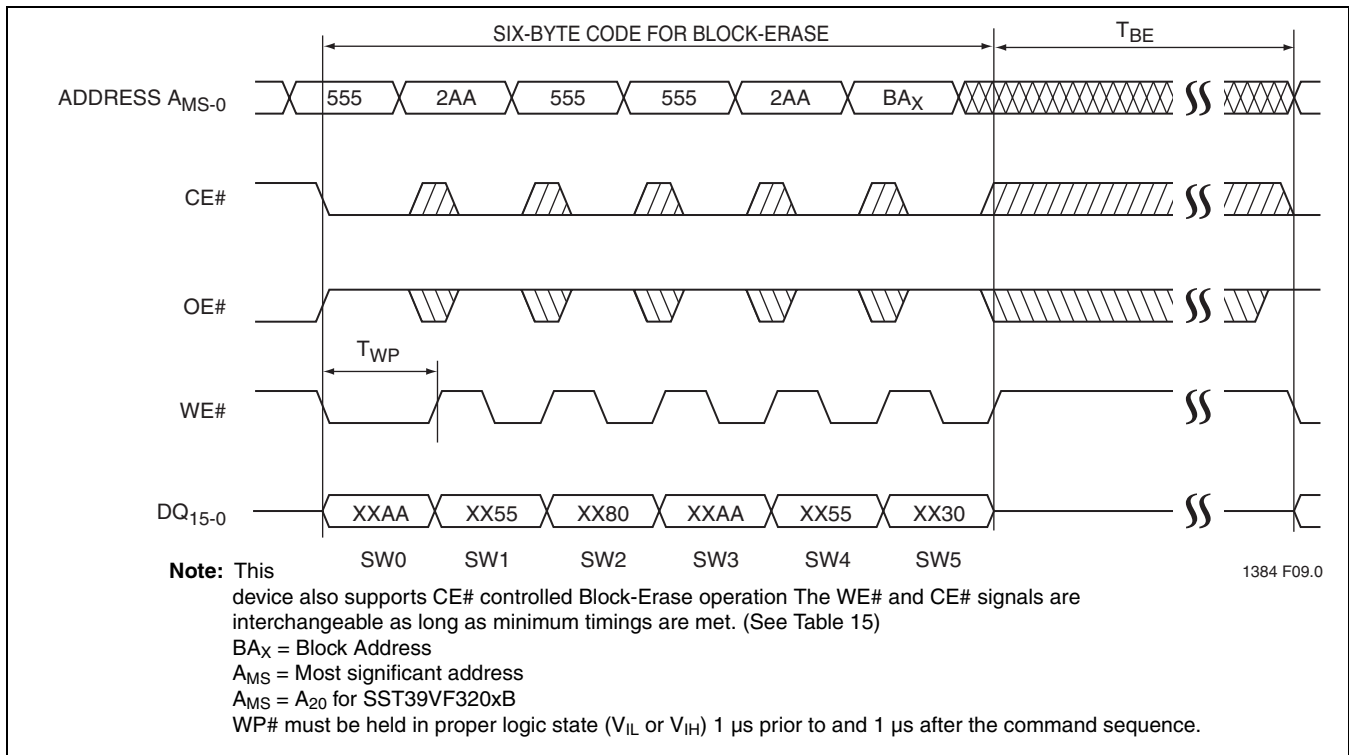 SIX-BYTE CODE FOR BLOCK-ERASE TBE
ADDRESS AMS-0 555 2AA 555 555 2AA BAX
CE#
OE#
TWP
WE#
DQ15-0 XXAA XX55 XX80 XXAA XX55 XX30
SW0 SW1 SW2 SW3 SW4 SW5
Note: This 1384 F09.0
device also supports CE# controlled Block-Erase operation The WE# and CE# signals are
interchangeable as long as minimum timings are met. (See Table 15)
BAX = Block Address
AMS = Most significant address
AMS = A20 for SST39VF320xB
WP# must be held in proper logic state (VIL or VIH) 1 µs prior to and 1 µs after the command sequence.